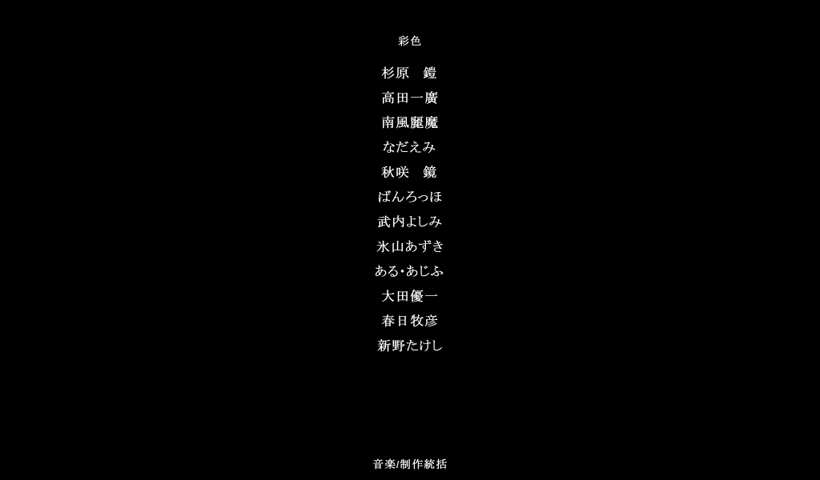 彩色
杉原　鎧
高田一廣
南風麗魔
なだえみ
秋咲　鏡
ばんろっほ
武内よしみ
氷山あずき
ある・あじふ
大田優一
春日牧彦
新野たけし
音楽/制作統括